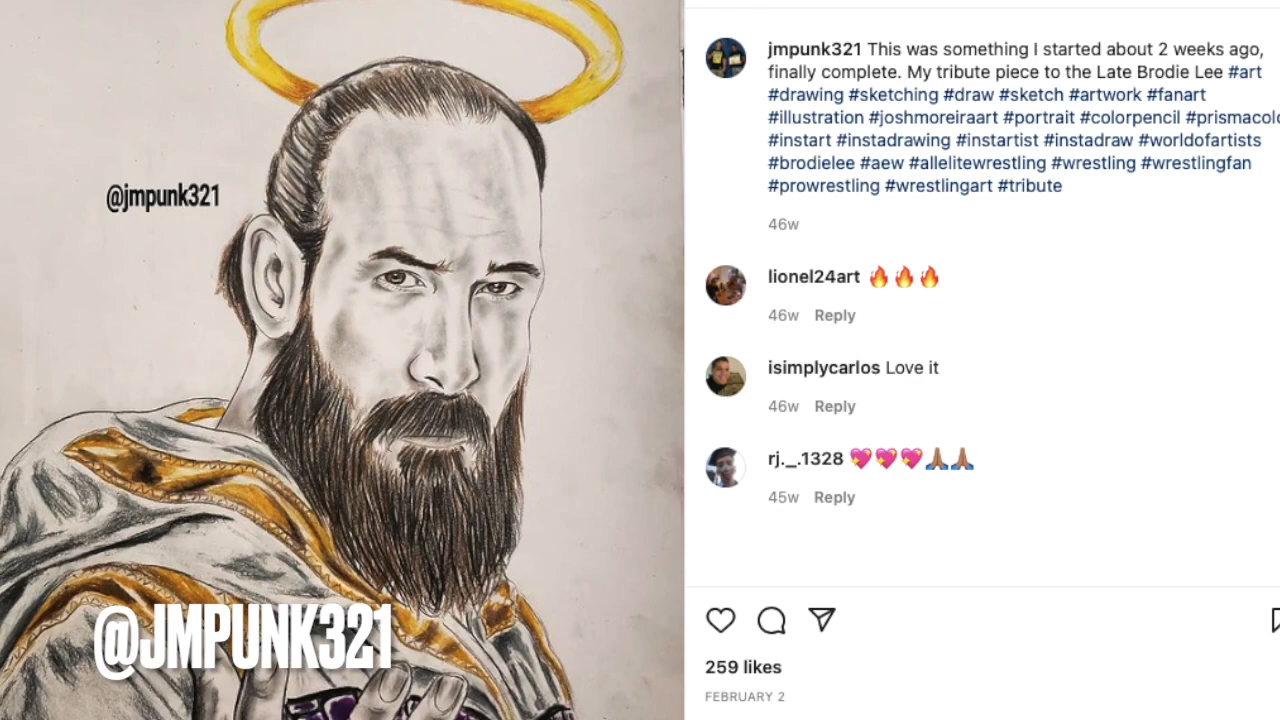 @jmpunk321
@JMPUNK321
jmpunk321 This was something I started about 2 weeks ago,
finally complete. My tribute piece to the Late Brodie Lee #art
#drawing #sketching #draw #sketch #artwork #fanart
#illustration #joshmoreiraart #portrait #colorpencil #prismacolo
#instart #instadrawing #instartist #instadraw #worldofartists
#brodielee #aew #allelitewrestling #wrestling #wrestlingfan
#prowrestling #wrestlingart #tribute
46w
lionel24art 🔥🔥🔥
46w Reply
isimplycarlos Love it
46w Reply
rj._.1328 💖💖💖🙏🏽🙏🏽
45w Reply
259 likes
FEBRUARY 2